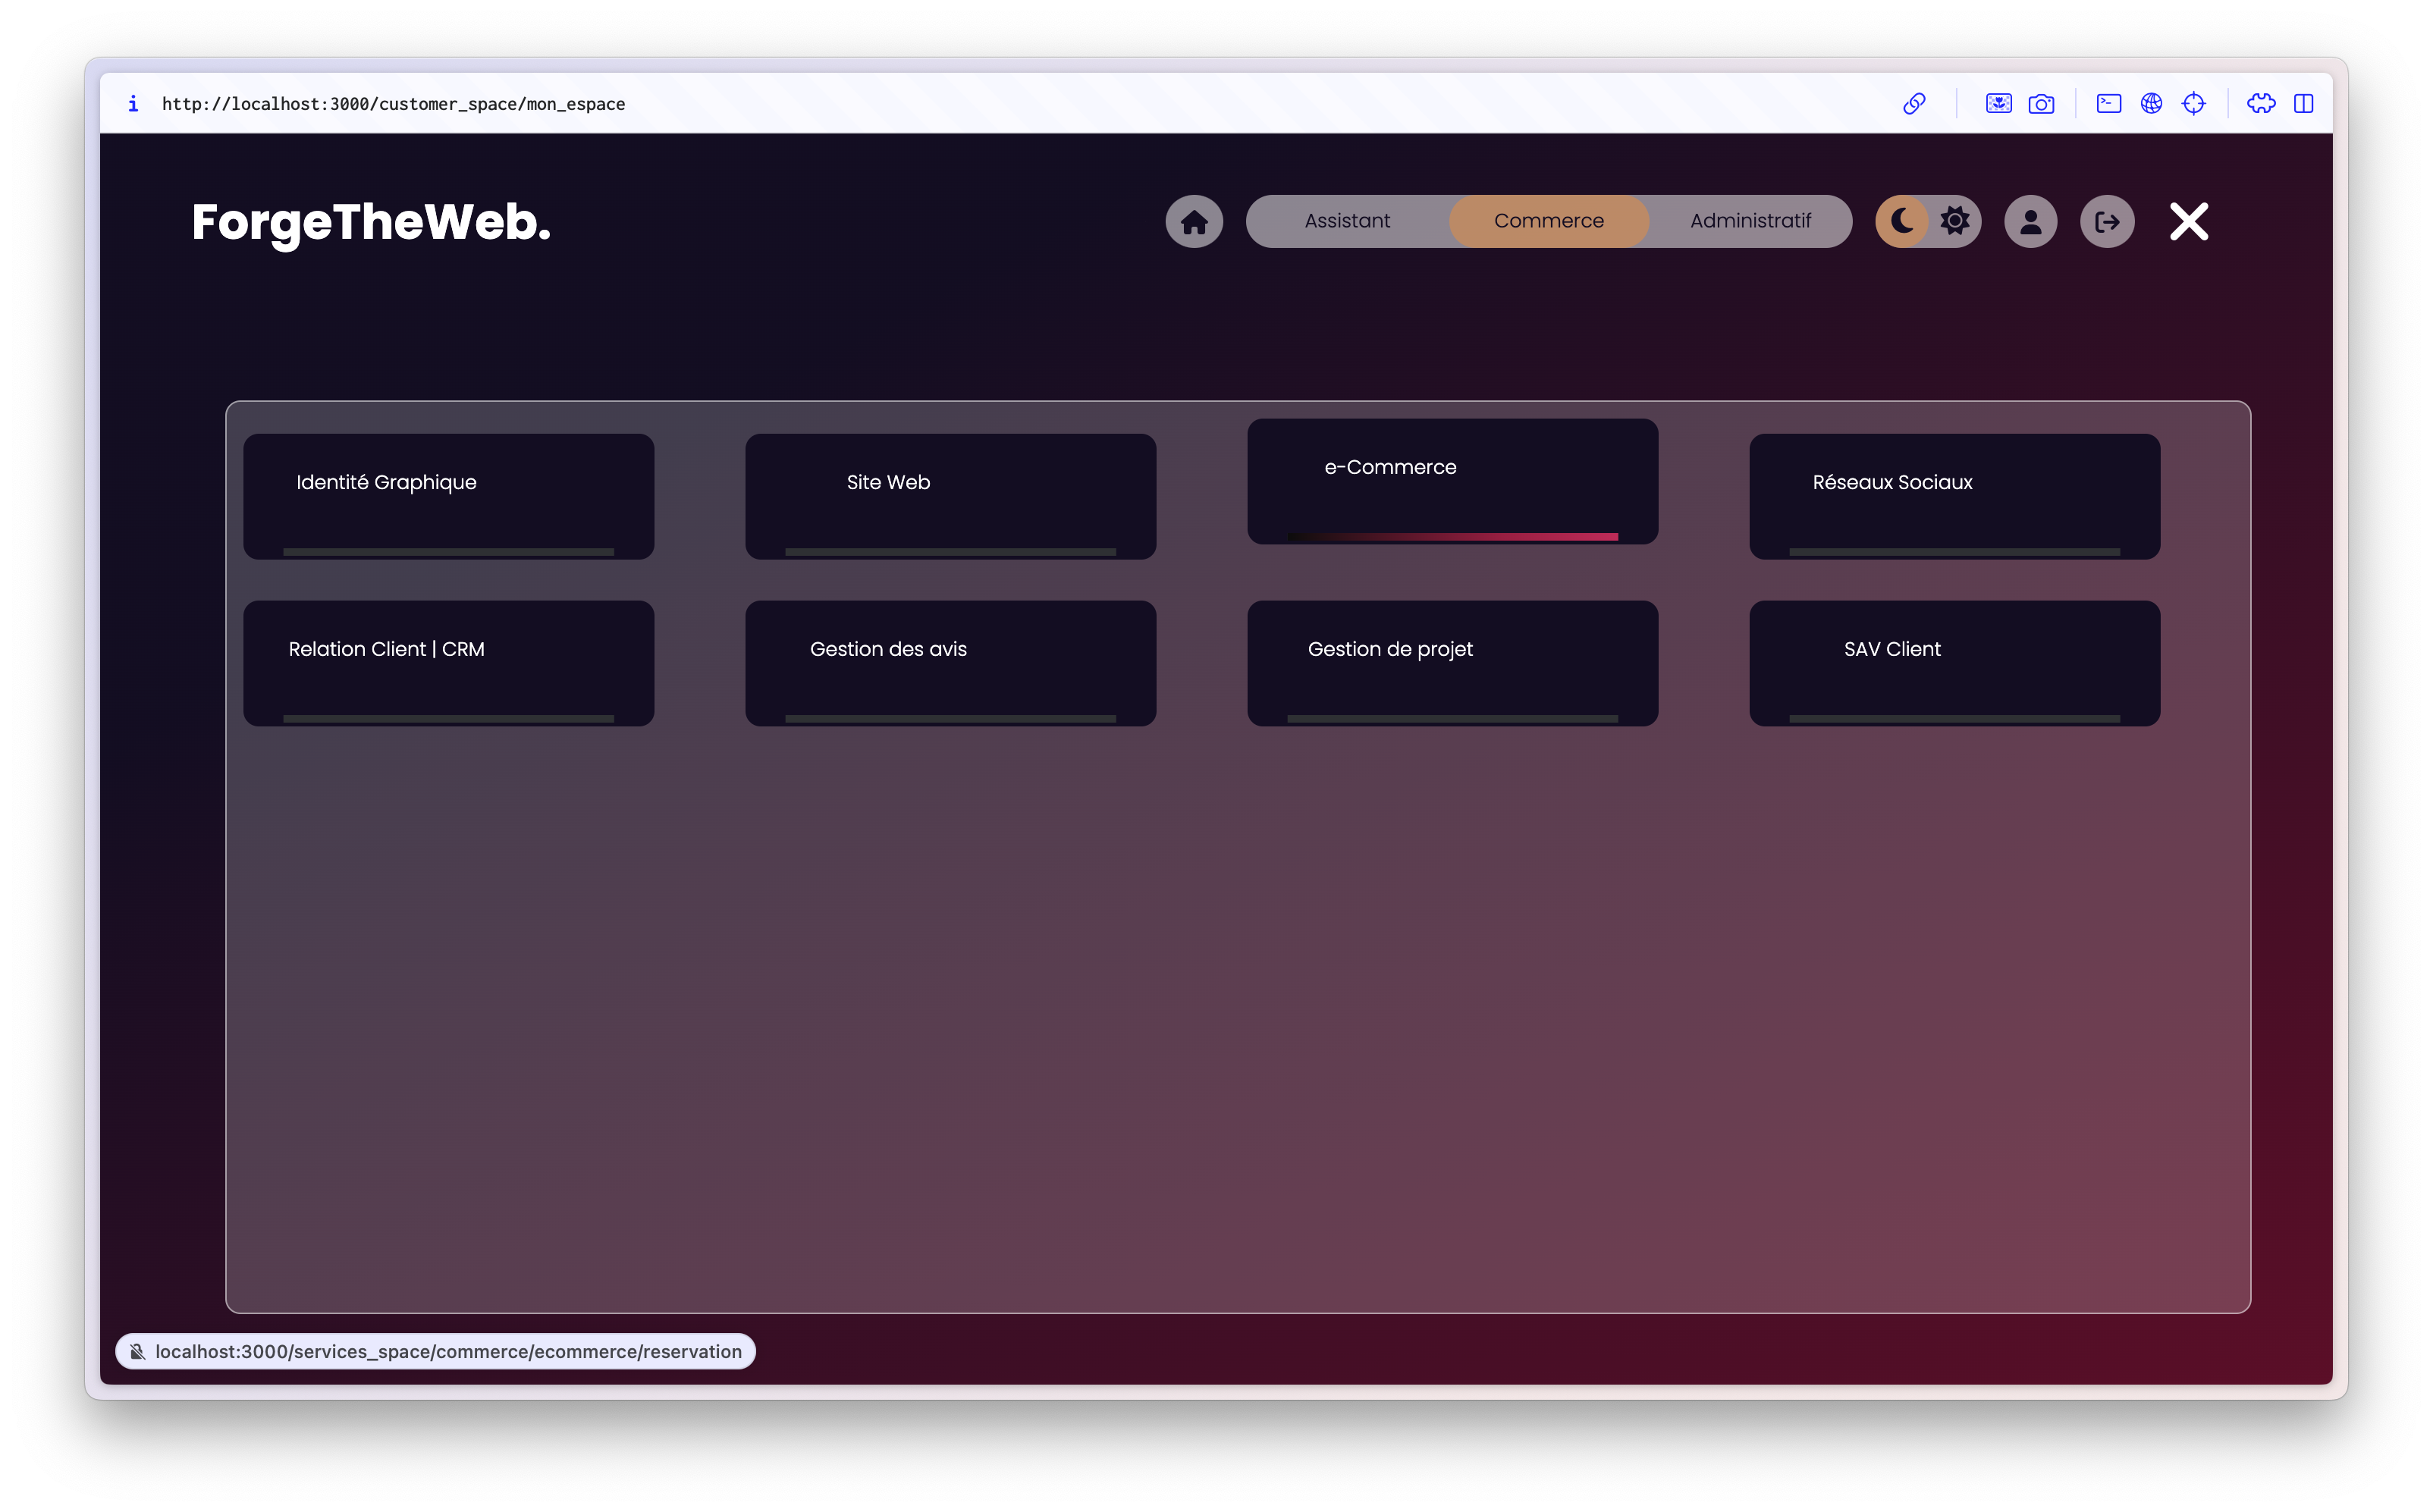 http://localhost:3000/customer_space/mon_espace
ForgeTheWeb.
Assistant
Commerce
Administratif
Identité Graphique
Site Web
e-Commerce
Réseaux Sociaux
Relation Client | CRM
Gestion des avis
Gestion de projet
SAV Client
localhost:3000/services_space/commerce/ecommerce/reservation